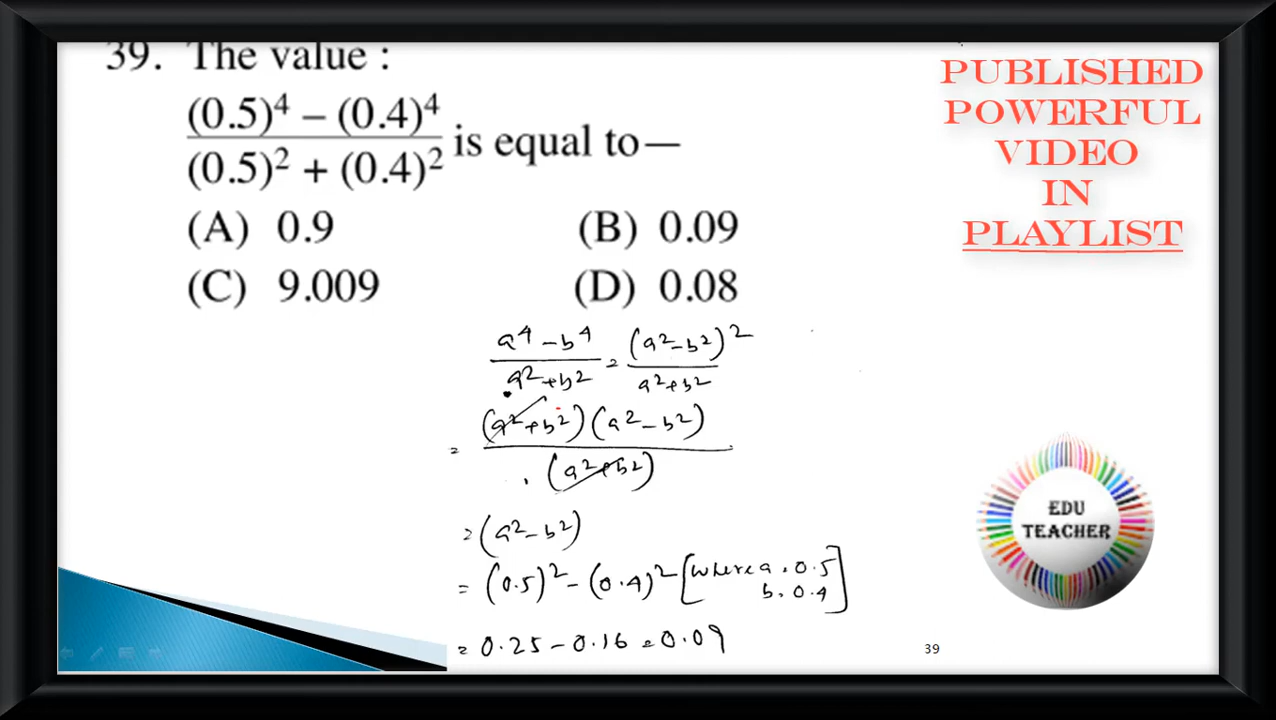 39. The value :
(0.5)⁴ – (0.4)⁴
(0.5)² + (0.4)²
is equal to—
(A) 0.9
(B) 0.09
(C) 9.009
(D) 0.08
a⁴ – b⁴ / a² + b² = (a² – b²)² / a² + b²
= (a² + b²)(a² – b²) / (a² + b²)
= (a² – b²)
= (0.5)² – (0.4)² [where a = 0.5
b = 0.4]
= 0.25 – 0.16 = 0.09
PUBLISHED
POWERFUL
VIDEO
IN
PLAYLIST
EDU
TEACHER
39